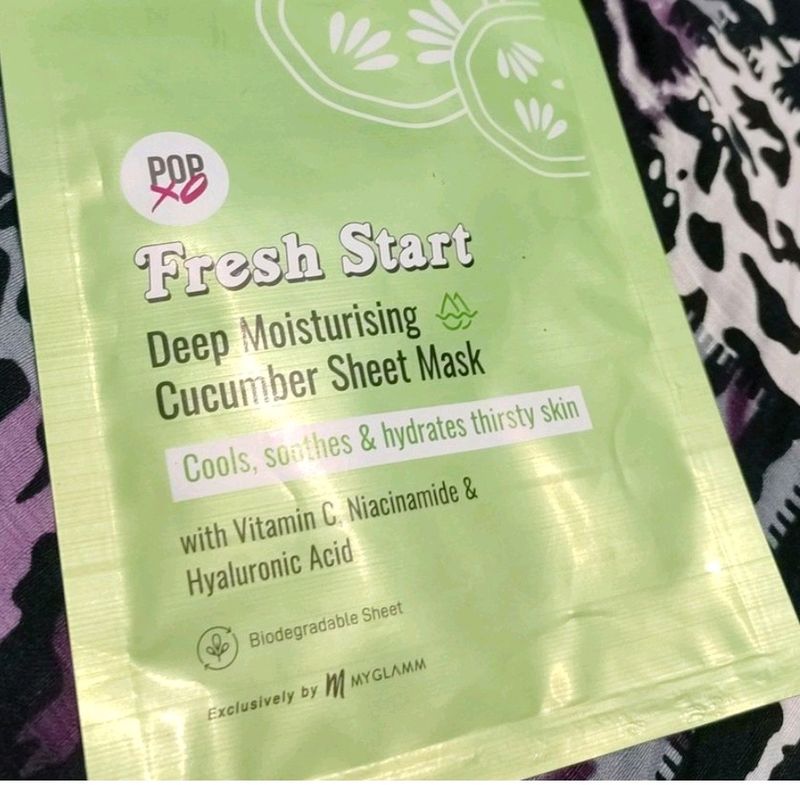 POP
XO
Fresh Start
Deep Moisturising
Cucumber Sheet Mask
Cools, soothes & hydrates thirsty skin
with Vitamin C, Niacinamide &
Hyaluronic Acid
Biodegradable Sheet
Exclusively by M MYGLAMM